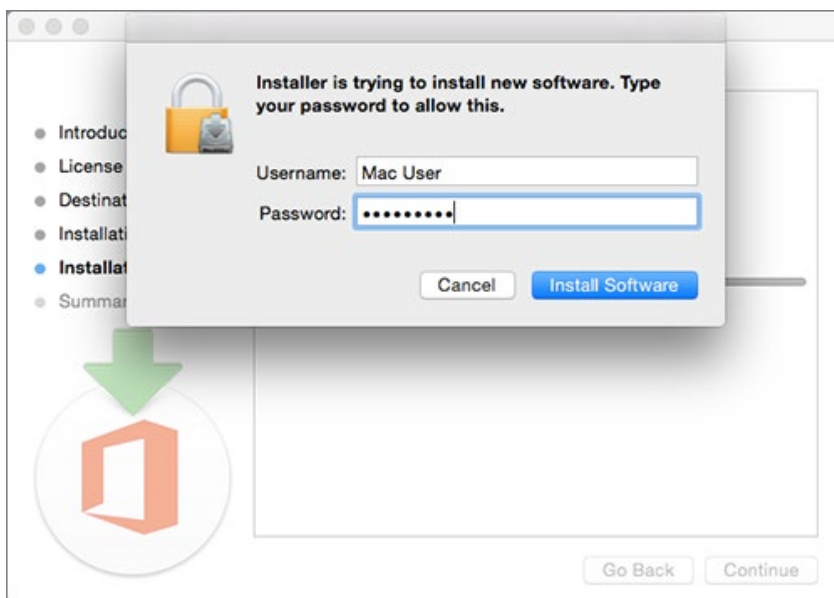 Installer is trying to install new software. Type
your password to allow this.
Username: Mac User
Password: •••••••••
Cancel Install Software
Introduc
License
Destinat
Installati
Installat
Summar
Go Back Continue